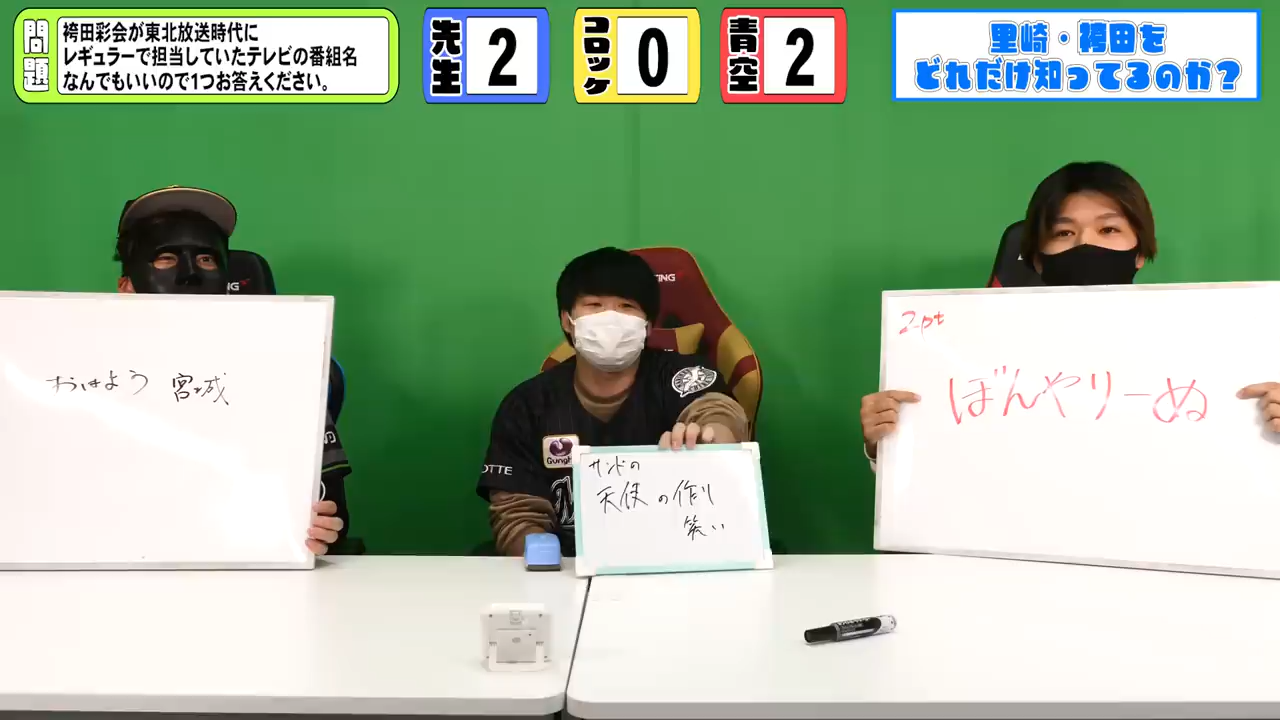 問題
袴田彩会が東北放送時代に
レギュラーで担当していたテレビの番組名
なんでもいいので1つお答えください。
先生
2
コロッケ
0
青空
2
里崎・袴田を
どれだけ知ってるのか?
おはよう 宮城
サンドの
天使の作り
笑い
2-pt
ぼんやりーぬ
OTTE